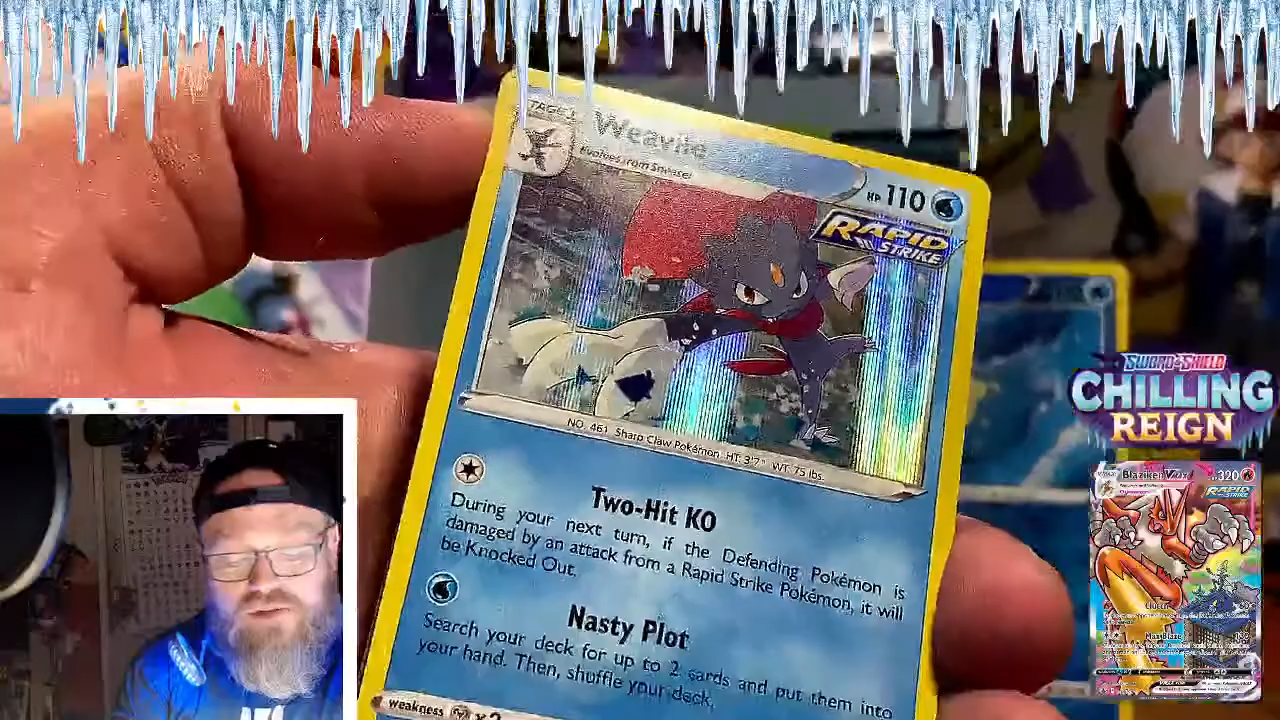 STAGE 1
Weavile
Evolves from Sneasel
HP 110
RAPID
STRIKE
NO. 461 Sharp Claw Pokémon HT: 3'7" WT: 75 lbs.
Two-Hit KO
During your next turn, if the Defending Pokémon is
damaged by an attack from a Rapid Strike Pokémon, it will
be Knocked Out.
Nasty Plot
Search your deck for up to 2 cards and put them into
your hand. Then, shuffle your deck.
weakness x2
SWORD & SHIELD
CHILLING
REIGN
Blaziken VMAX
320
RAPID
STRIKE
Clutch
Max Blaze